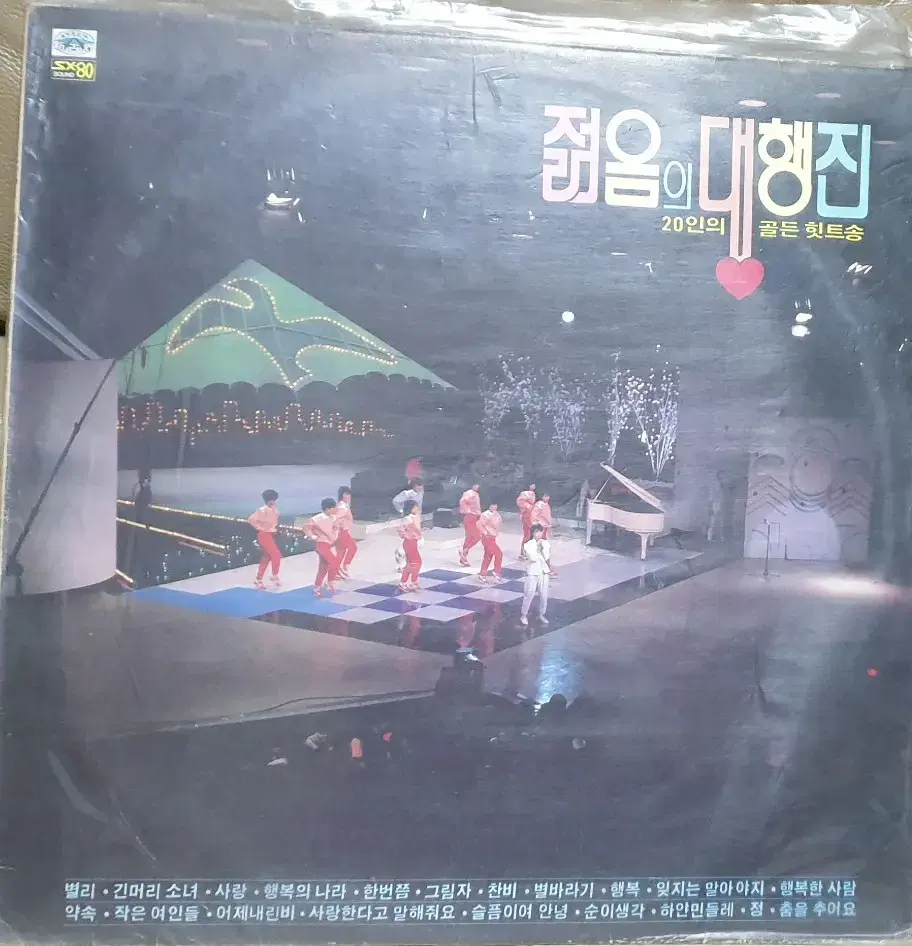 SX-80
SOUND
젊음의 대행진
20인의 골든 힛트송
별리 • 긴머리 소녀 • 사랑 • 행복의 나라 • 한번쯤 • 그림자 • 찬비 • 별바라기 • 행복 • 잊지는 말아야지 • 행복한 사람
약속 • 작은 여인들 • 어제내린비 • 사랑한다고 말해줘요 • 슬픔이여 안녕 • 순이생각 • 하얀민들레 • 정 • 춤을 추어요